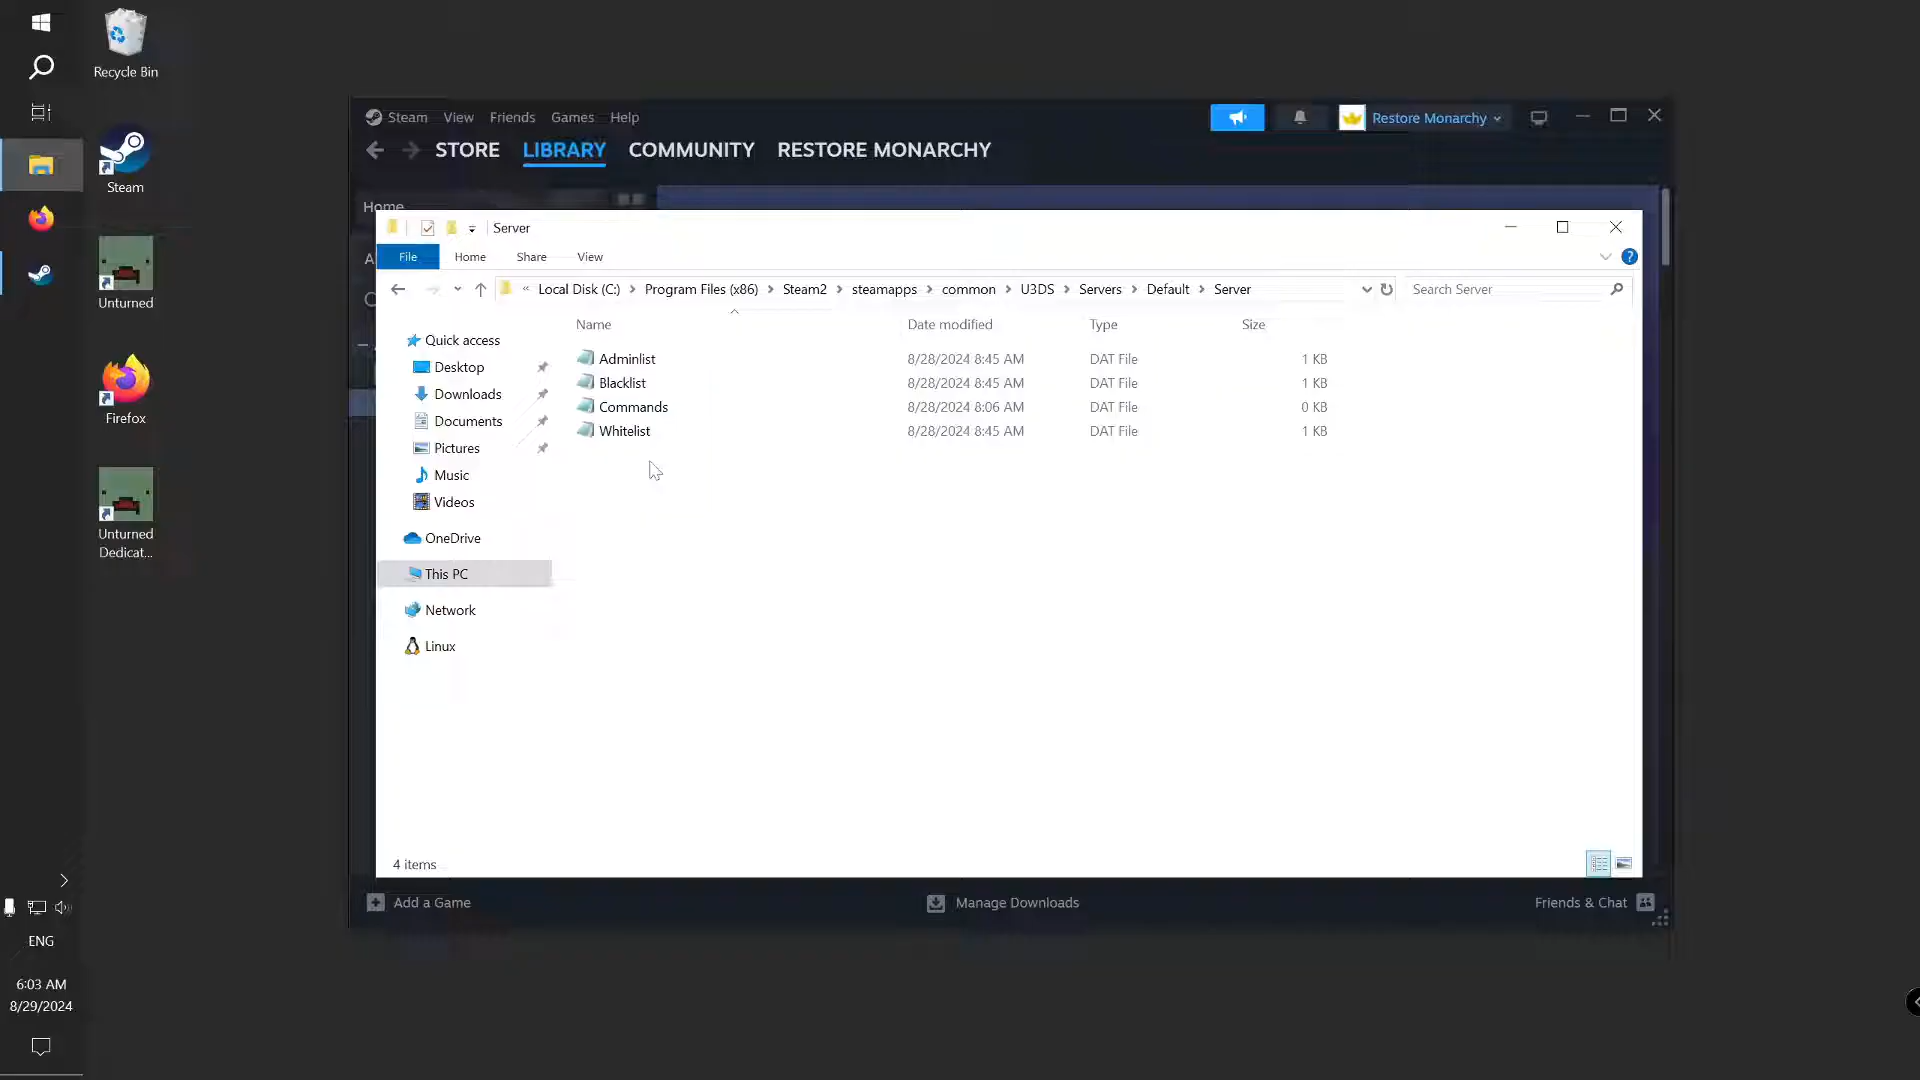 Recycle Bin
Steam
Unturned
Firefox
Unturned
Dedicat...
ENG
6:03 AM
8/29/2024
Steam View Friends Games Help
Restore Monarchy
STORE LIBRARY COMMUNITY RESTORE MONARCHY
Home
Server
File Home Share View
« Local Disk (C:) > Program Files (x86) > Steam2 > steamapps > common > U3DS > Servers > Default > Server
Search Server
Name Date modified Type Size
Quick access
Desktop
Downloads
Documents
Pictures
Music
Videos
OneDrive
This PC
Network
Linux
Adminlist 8/28/2024 8:45 AM DAT File 1 KB
Blacklist 8/28/2024 8:45 AM DAT File 1 KB
Commands 8/28/2024 8:06 AM DAT File 0 KB
Whitelist 8/28/2024 8:45 AM DAT File 1 KB
4 items
Add a Game
Manage Downloads
Friends & Chat